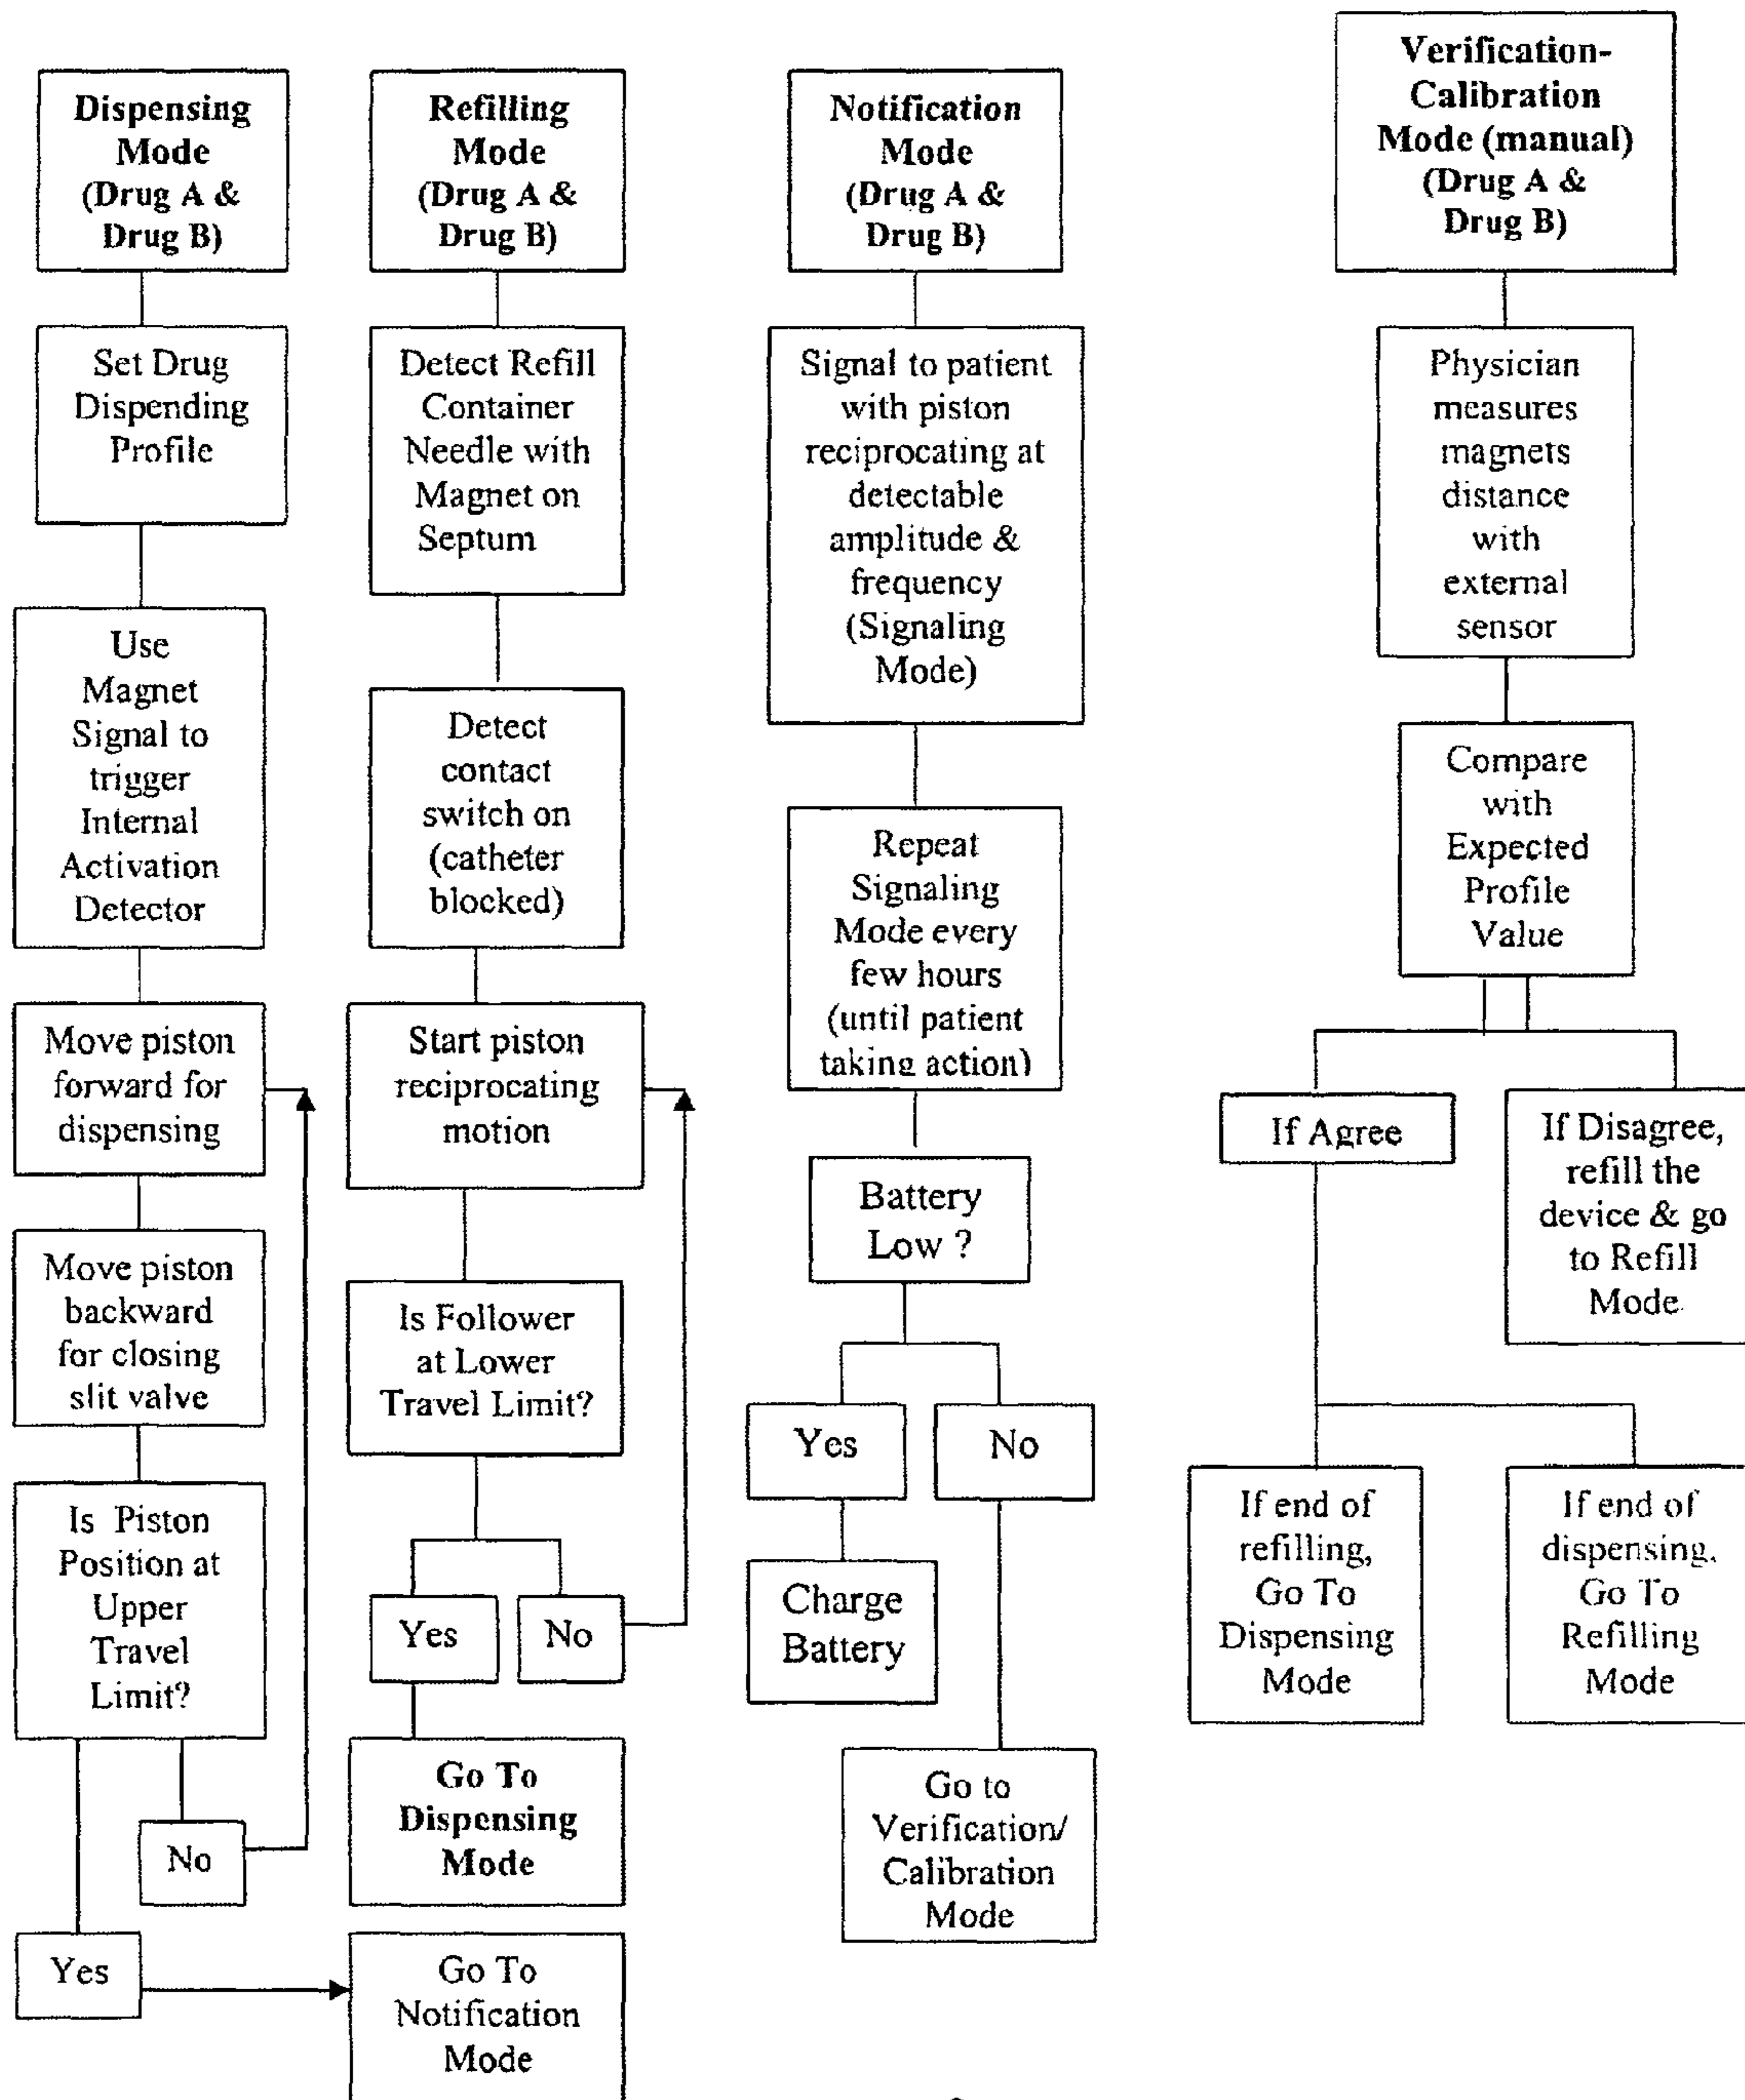 Dispensing
Mode
(Drug A &
Drug B)
Set Drug
Dispending
Profile
Use
Magnet
Signal to
trigger
Internal
Activation
Detector
Move piston
forward for
dispensing
Move piston
backward
for closing
slit valve
Is Piston
Position at
Upper
Travel
Limit?
No
Yes
Refilling
Mode
(Drug A &
Drug B)
Detect Refill
Container
Needle with
Magnet on
Septum
Detect
contact
switch on
(catheter
blocked)
Start piston
reciprocating
motion
Is Follower
at Lower
Travel Limit?
Yes
No
Go To
Dispensing
Mode
Go To
Notification
Mode
Notification
Mode
(Drug A &
Drug B)
Signal to patient
with piston
reciprocating at
detectable
amplitude &
frequency
(Signaling
Mode)
Repeat
Signaling
Mode every
few hours
(until patient
taking action)
Battery
Low ?
Yes
No
Charge
Battery
Go to
Verification/
Calibration
Mode
Verification-
Calibration
Mode (manual)
(Drug A &
Drug B)
Physician
measures
magnets
distance
with
external
sensor
Compare
with
Expected
Profile
Value
If Agree
If Disagree,
refill the
device & go
to Refill
Mode
If end of
refilling,
Go To
Dispensing
Mode
If end of
dispensing,
Go To
Refilling
Mode